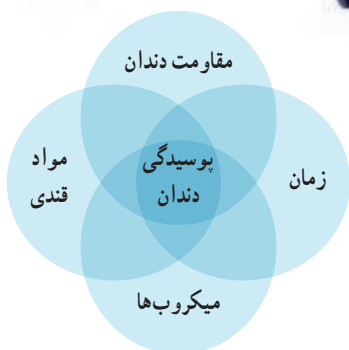 مقاومت دندان
مواد
قندی
پوسیدگی
دندان
زمان
میکروب‌ها